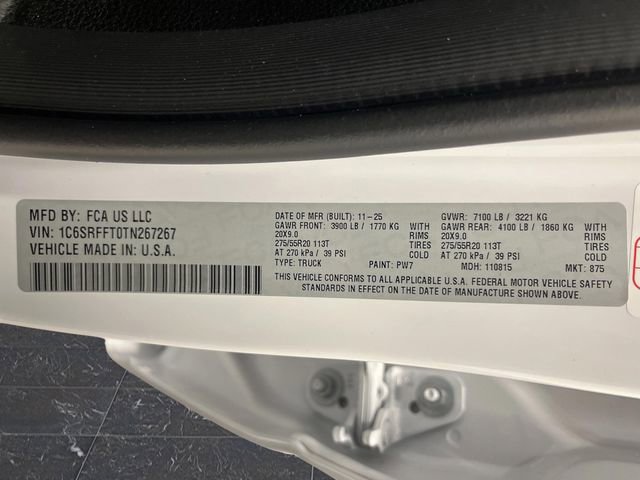 MFD BY: FCA US LLC
VIN: 1C6SRFFT0TN267267
VEHICLE MADE IN: U.S.A.
DATE OF MFR (BUILT): 11-25 GVWR: 7100 LB / 3221 KG
GAWR FRONT: 3900 LB / 1770 KG WITH GAWR REAR: 4100 LB / 1860 KG WITH
20X9.0 RIMS 20X9.0 RIMS
275/55R20 113T TIRES 275/55R20 113T TIRES
AT 270 kPa / 39 PSI COLD AT 270 kPa / 39 PSI COLD
TYPE: TRUCK PAINT: PW7 MDH: 110815 MKT: 875
THIS VEHICLE CONFORMS TO ALL APPLICABLE U.S.A. FEDERAL MOTOR VEHICLE SAFETY
STANDARDS IN EFFECT ON THE DATE OF MANUFACTURE SHOWN ABOVE.